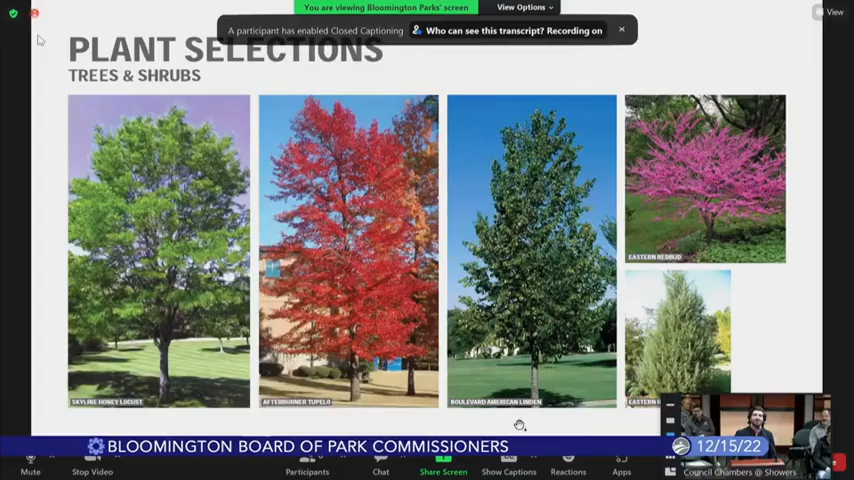 You are viewing Bloomington Parks' screen
View Options
View
A participant has enabled Closed Captioning
Who can see this transcript? Recording on
PLANT SELECTIONS
TREES & SHRUBS
SKYLINE HONEY LOCUST
AFTERBURNER TUPELO
BOULEVARD AMERICAN LINDEN
EASTERN REDBUD
EASTERN
BLOOMINGTON BOARD OF PARK COMMISSIONERS
12/15/22
Mute
Stop Video
Participants
Chat
Share Screen
Show Captions
Reactions
Apps
Council Chambers @ Showers